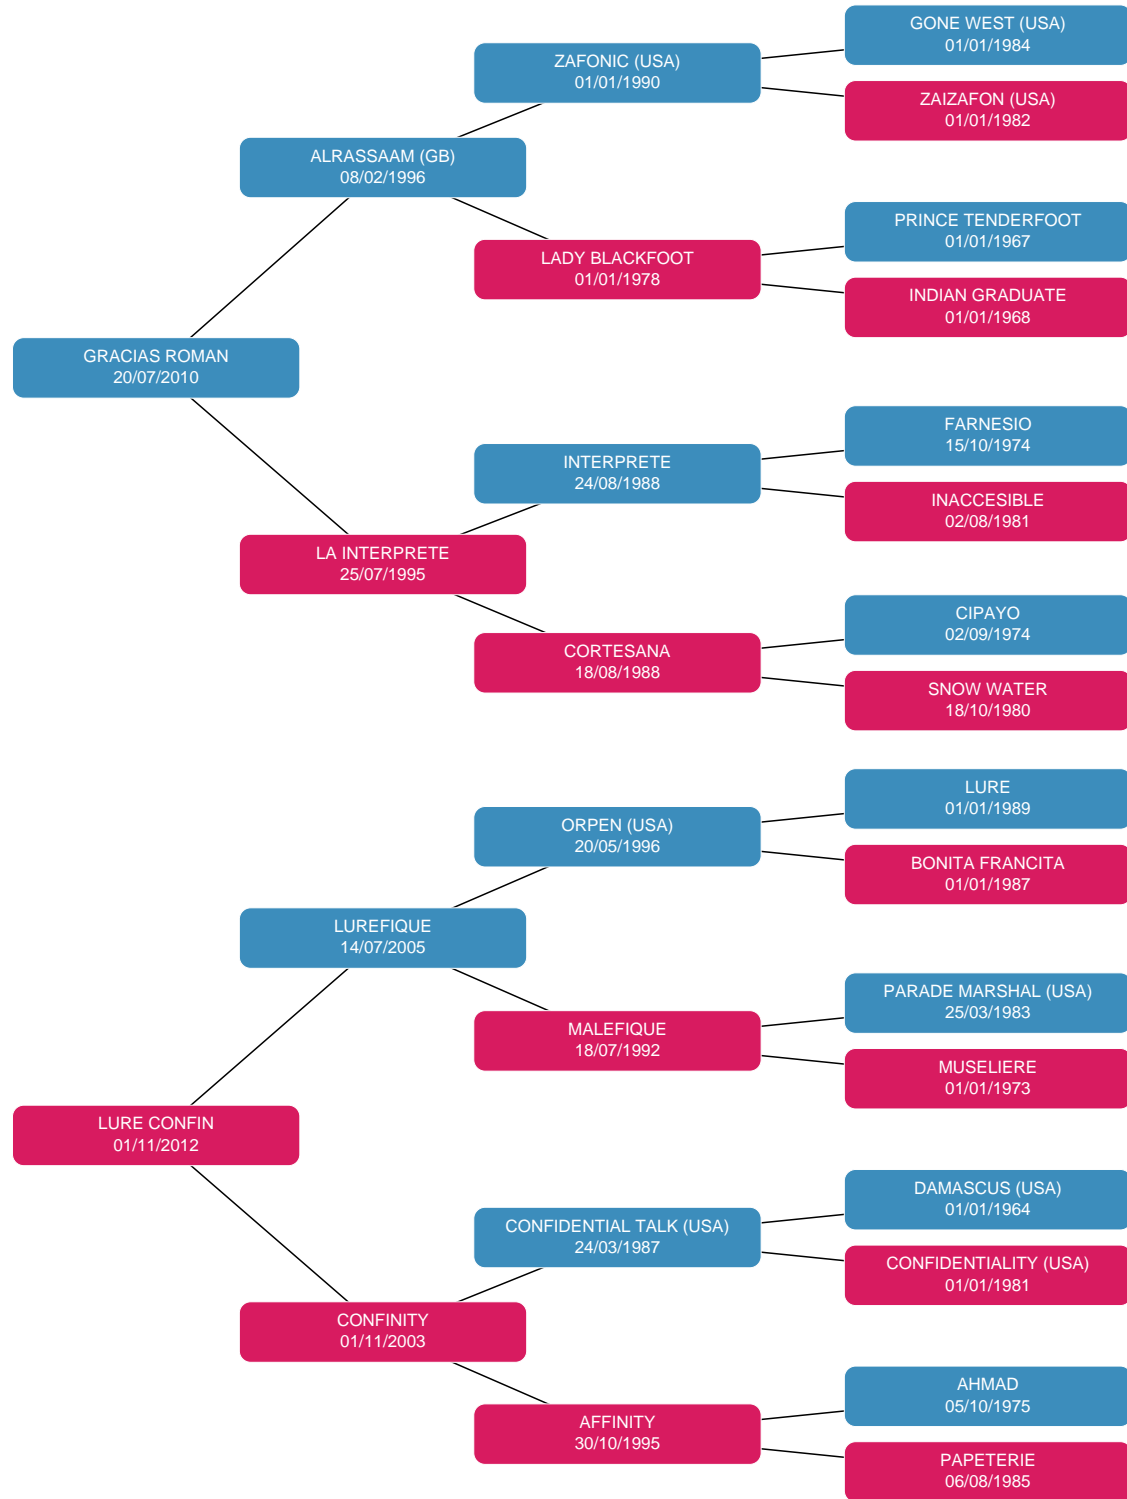 GONE WEST (USA)
01/01/1984
ZAFONIC (USA)
01/01/1990
ZAIZAFON (USA)
01/01/1982
ALRASSAAM (GB)
08/02/1996
PRINCE TENDERFOOT
01/01/1967
LADY BLACKFOOT
01/01/1978
INDIAN GRADUATE
01/01/1968
GRACIAS ROMAN
20/07/2010
FARNESIO
15/10/1974
INTERPRETE
24/08/1988
INACCESIBLE
02/08/1981
LA INTERPRETE
25/07/1995
CIPAYO
02/09/1974
CORTESANA
18/08/1988
SNOW WATER
18/10/1980
LURE
01/01/1989
ORPEN (USA)
20/05/1996
BONITA FRANCITA
01/01/1987
LUREFIQUE
14/07/2005
PARADE MARSHAL (USA)
25/03/1983
MALEFIQUE
18/07/1992
MUSELIERE
01/01/1973
LURE CONFIN
01/11/2012
DAMASCUS (USA)
01/01/1964
CONFIDENTIAL TALK (USA)
24/03/1987
CONFIDENTIALITY (USA)
01/01/1981
CONFINITY
01/11/2003
AHMAD
05/10/1975
AFFINITY
30/10/1995
PAPETERIE
06/08/1985